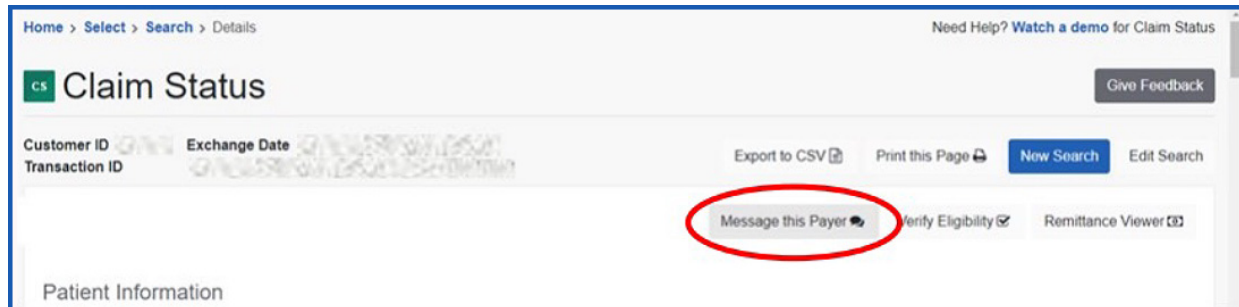 Home > Select > Search > Details
Need Help? Watch a demo for Claim Status
CS Claim Status
Give Feedback
Customer ID Exchange Date
Transaction ID
Export to CSV Print this Page New Search Edit Search
Message this Payer Verify Eligibility Remittance Viewer
Patient Information